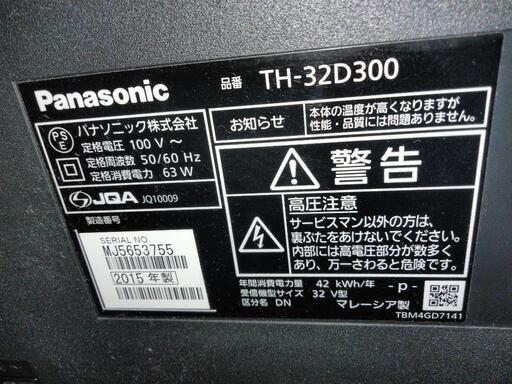 Panasonic
品番 TH-32D300
PS
E
パナソニック株式会社
定格電圧 100 V ～
定格周波数 50/60 Hz
定格消費電力 63 W
JQA JQ10009
製造番号
SERIAL NO.
MJ5653755
2015 年製
お知らせ
本体の温度が高くなりますが
性能・品質には問題ありません。
警告
高圧注意
サービスマン以外の方は、
裏ぶたをあけないでください。
内部には高電圧部分が数多く
あり、万一さわると危険です。
年間消費電力量 42 kWh/年
受信機型サイズ 32 V型
区分名 DN
-p-
マレーシア製
TBM4GD7141